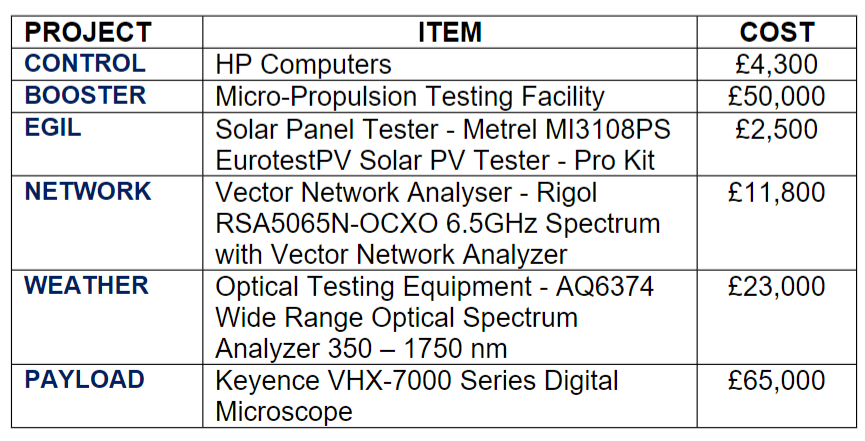 PROJECT ITEM COST
CONTROL HP Computers £4,300
BOOSTER Micro-Propulsion Testing Facility £50,000
EGIL Solar Panel Tester - Metrel MI3108PS £2,500
EurotestPV Solar PV Tester - Pro Kit
NETWORK Vector Network Analyser - Rigol £11,800
RSA5065N-OCXO 6.5GHz Spectrum
with Vector Network Analyzer
WEATHER Optical Testing Equipment - AQ6374 £23,000
Wide Range Optical Spectrum
Analyzer 350 – 1750 nm
PAYLOAD Keyence VHX-7000 Series Digital £65,000
Microscope